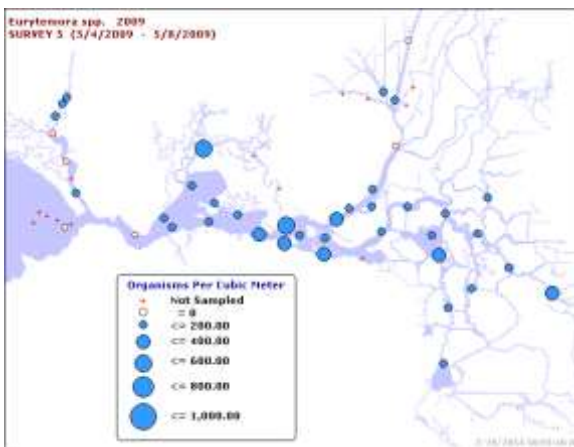 Eurytemora spp. 2009
SURVEY 5 (5/4/2009 - 5/8/2009)
Organisms Per Cubic Meter
Not Sampled
= 0
<= 200.00
<= 400.00
<= 600.00
<= 800.00
<= 1,000.00